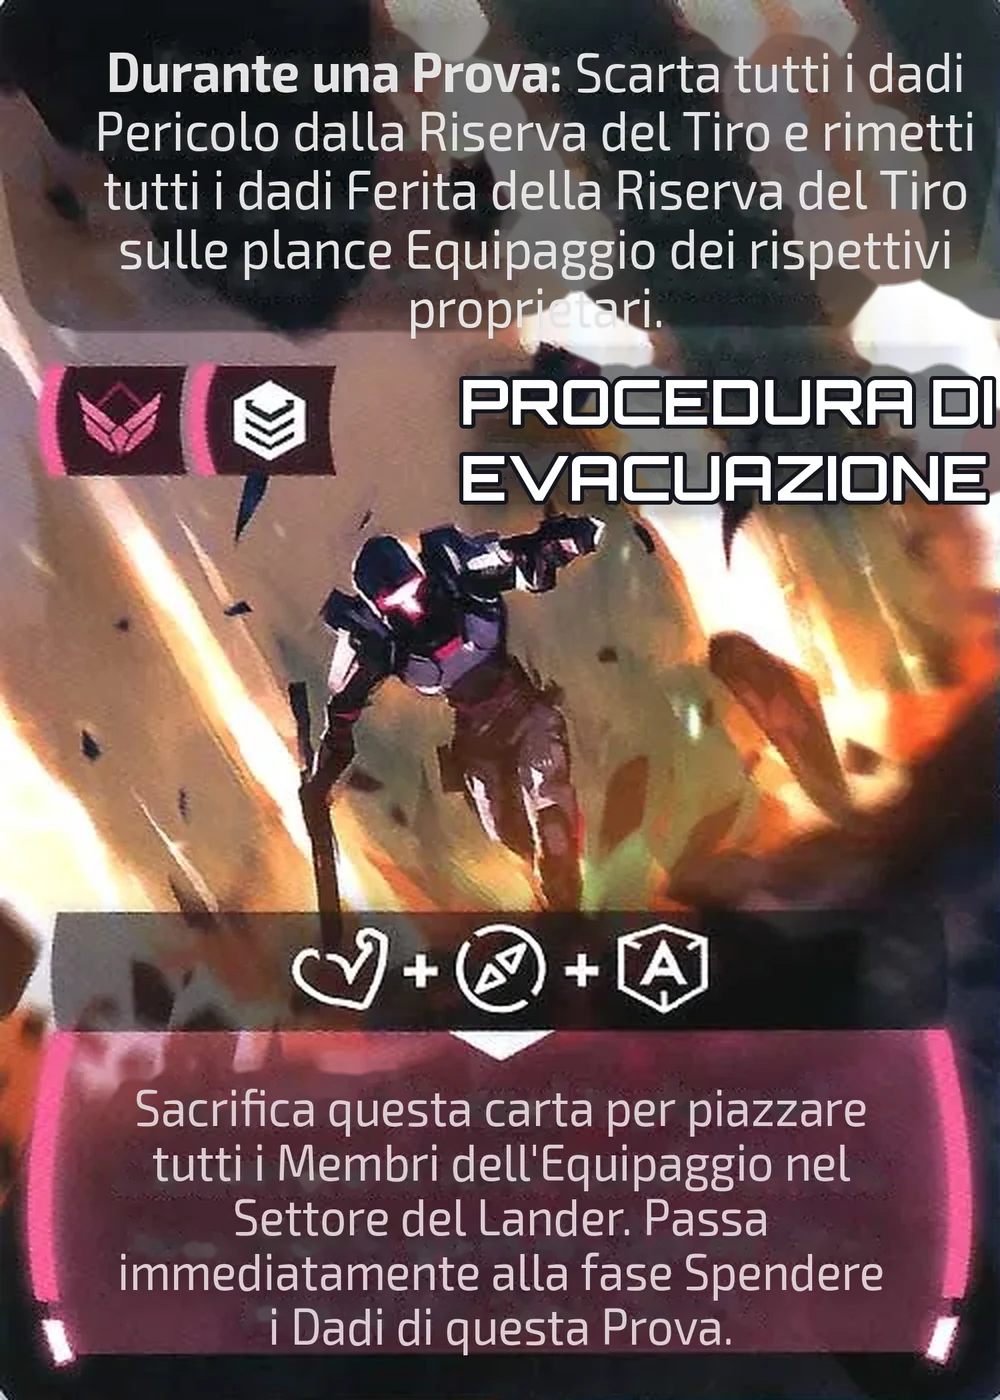 Durante una Prova: Scarta tutti i dadi
Pericolo dalla Riserva del Tiro e rimetti
tutti i dadi Ferita della Riserva del Tiro
sulle plance Equipaggio dei rispettivi
proprietari.
PROCEDURA DI
EVACUAZIONE
+ + A
Sacrifica questa carta per piazzare
tutti i Membri dell'Equipaggio nel
Settore del Lander. Passa
immediatamente alla fase Spendere
i Dadi di questa Prova.